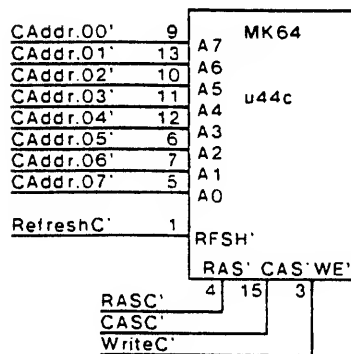 CAddr.00' 9 A7 MK64
CAddr.01' 13 A6
CAddr.02' 10 A5 u44c
CAddr.03' 11 A4
CAddr.04' 12 A3
CAddr.05' 6 A2
CAddr.06' 7 A1
CAddr.07' 5 A0
RefreshC' 1 RFSH'
RAS' CAS' WE'
RASC' 4 15 3
CASC'
WriteC'